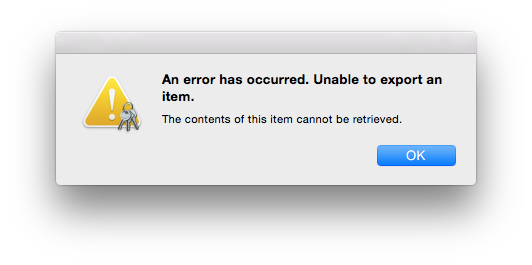 An error has occurred. Unable to export an
item.
The contents of this item cannot be retrieved.
OK